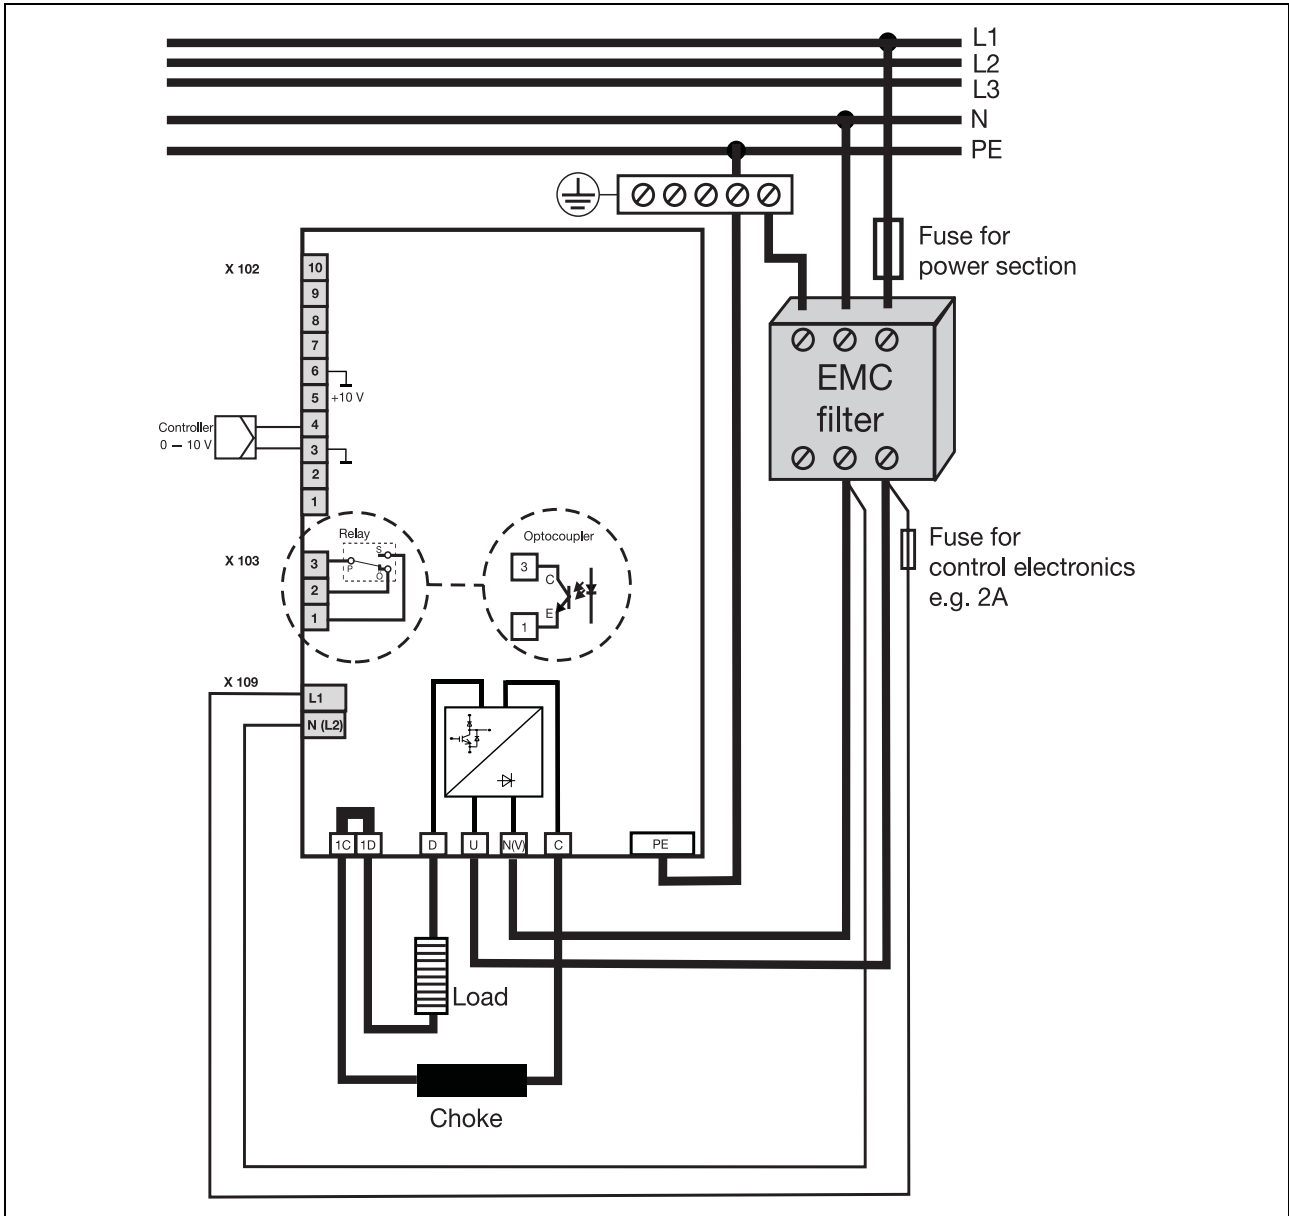 L1
L2
L3
N
PE
Fuse for
power section
X 102
10
9
8
7
6
5
+10 V
4
3
2
1
Controller
0 – 10 V
EMC
filter
Fuse for
control electronics
e.g. 2A
X 103
3
2
1
Relay
S
P
O
Optocoupler
3
C
E
1
X 109
L1
N (L2)
1C
1D
D
U
N(V)
C
PE
Load
Choke